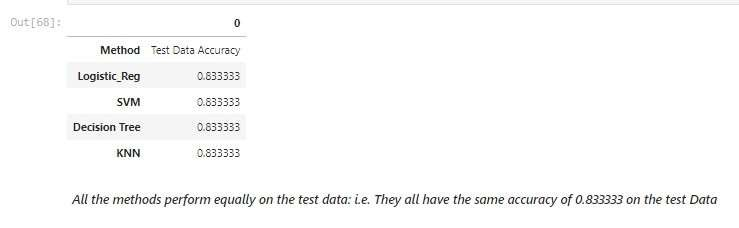 Out[68]:
0
Method Test Data Accuracy
Logistic_Reg 0.833333
SVM 0.833333
Decision Tree 0.833333
KNN 0.833333
All the methods perform equally on the test data: i.e. They all have the same accuracy of 0.833333 on the test Data